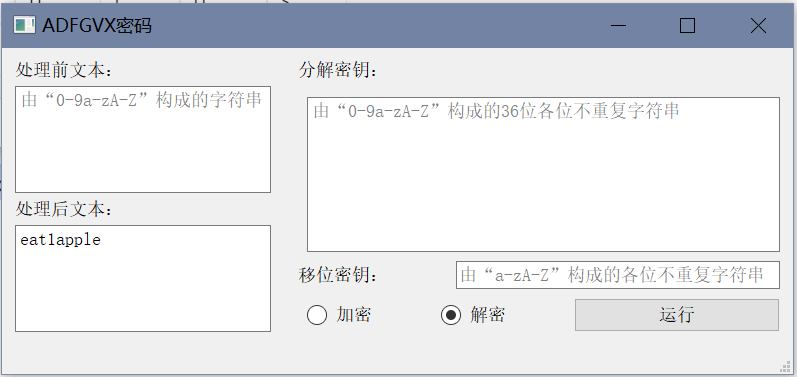 ADFGVX密码
处理前文本：
由“0-9a-zA-Z”构成的字符串
处理后文本：
eat1apple
分解密钥：
由“0-9a-zA-Z”构成的36位各位不重复字符串
移位密钥：
由“a-zA-Z”构成的各位不重复字符串
加密
解密
运行